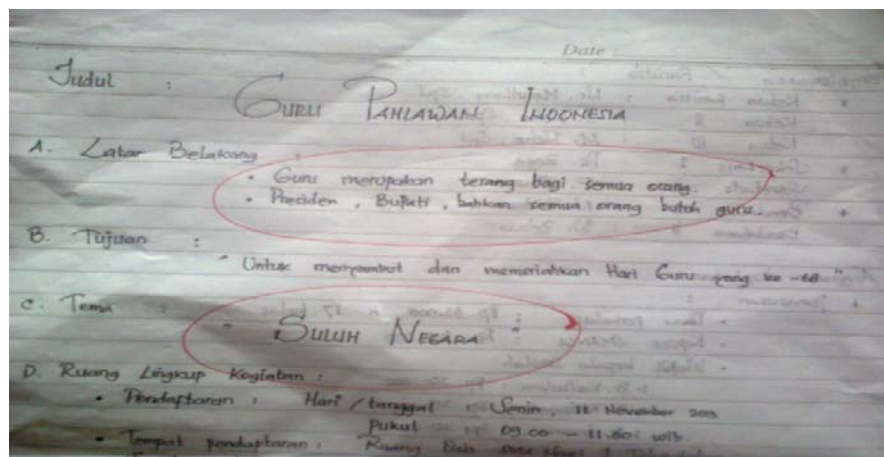 Date :
Judul :
GURU PAHLAWAN INDONESIA
A. Latar Belakang :
• Guru merupakan terang bagi semua orang.
• Presiden, Bupati, bahkan semua orang butuh guru.
B. Tujuan :
" Untuk menyambut dan memeriahkan Hari Guru yang ke-68 "
C. Tema :
" SULUH NEGARA "
D. Ruang Lingkup Kegiatan :
• Pendaftaran : Hari / tanggal : Senin, 18 November 2013
Pukul : 09.00 - 11.00 wib.
• Tempat pendaftaran : Ruang